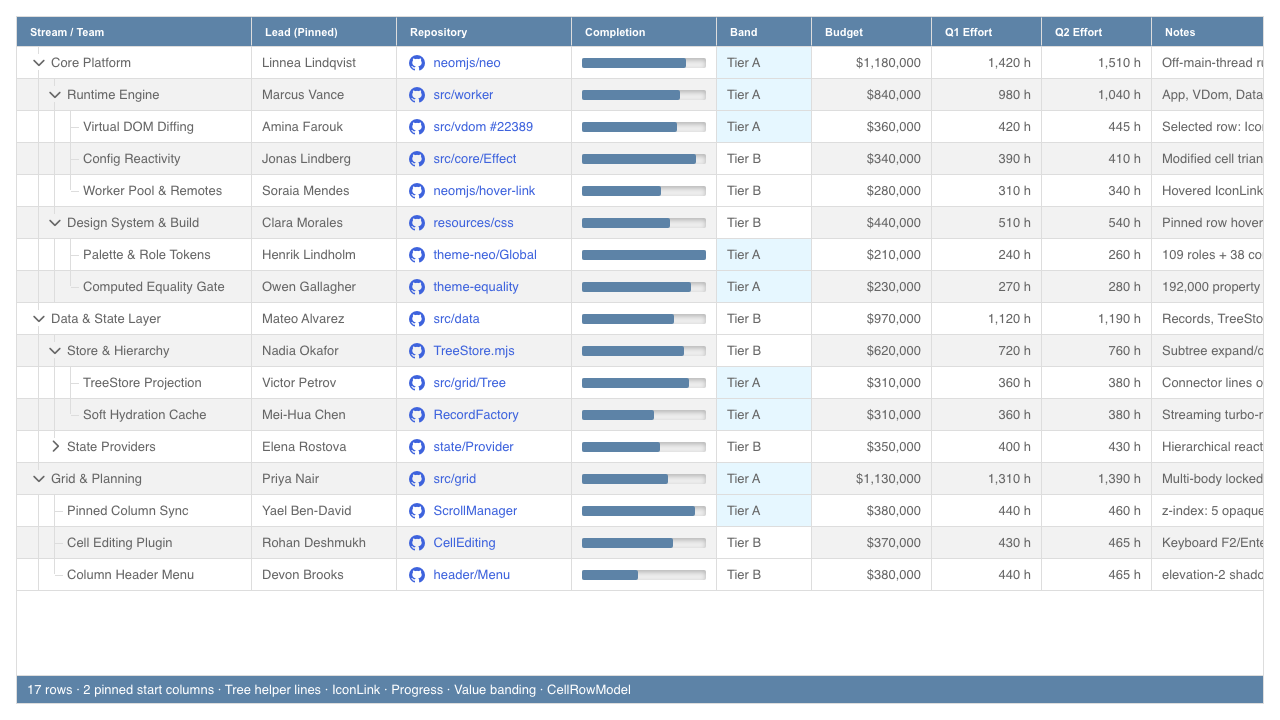 Stream / Team Lead (Pinned) Repository Completion Band Budget Q1 Effort Q2 Effort Notes
Core Platform Linnea Lindqvist neomjs/neo Tier A $1,180,000 1,420 h 1,510 h Off-main-thread
Runtime Engine Marcus Vance src/worker Tier A $840,000 980 h 1,040 h App, VDom, Data
Virtual DOM Diffing Amina Farouk src/vdom #22389 Tier A $360,000 420 h 445 h Selected row:
Config Reactivity Jonas Lindberg src/core/Effect Tier B $340,000 390 h 410 h Modified cell
Worker Pool & Remotes Soraia Mendes neomjs/hover-link Tier B $280,000 310 h 340 h Hovered IconLink
Design System & Build Clara Morales resources/css Tier B $440,000 510 h 540 h Pinned row hover
Palette & Role Tokens Henrik Lindholm theme-neo/Global Tier A $210,000 240 h 260 h 109 roles + 38
Computed Equality Gate Owen Gallagher theme-equality Tier A $230,000 270 h 280 h 192,000 property
Data & State Layer Mateo Alvarez src/data Tier B $970,000 1,120 h 1,190 h Records,
Store & Hierarchy Nadia Okafor TreeStore.mjs Tier B $620,000 720 h 760 h Subtree
TreeStore Projection Victor Petrov src/grid/Tree Tier A $310,000 360 h 380 h Connector lines
Soft Hydration Cache Mei-Hua Chen RecordFactory Tier A $310,000 360 h 380 h Streaming
State Providers Elena Rostova state/Provider Tier B $350,000 400 h 430 h Hierarchical
Grid & Planning Priya Nair src/grid Tier A $1,130,000 1,310 h 1,390 h Multi-body locked
Pinned Column Sync Yael Ben-David ScrollManager Tier A $380,000 440 h 460 h z-index: 5 opaque
Cell Editing Plugin Rohan Deshmukh CellEditing Tier B $370,000 430 h 465 h Keyboard
Column Header Menu Devon Brooks header/Menu Tier B $380,000 440 h 465 h elevation-2
17 rows · 2 pinned start columns · Tree helper lines · IconLink · Progress · Value banding · CellRowModel